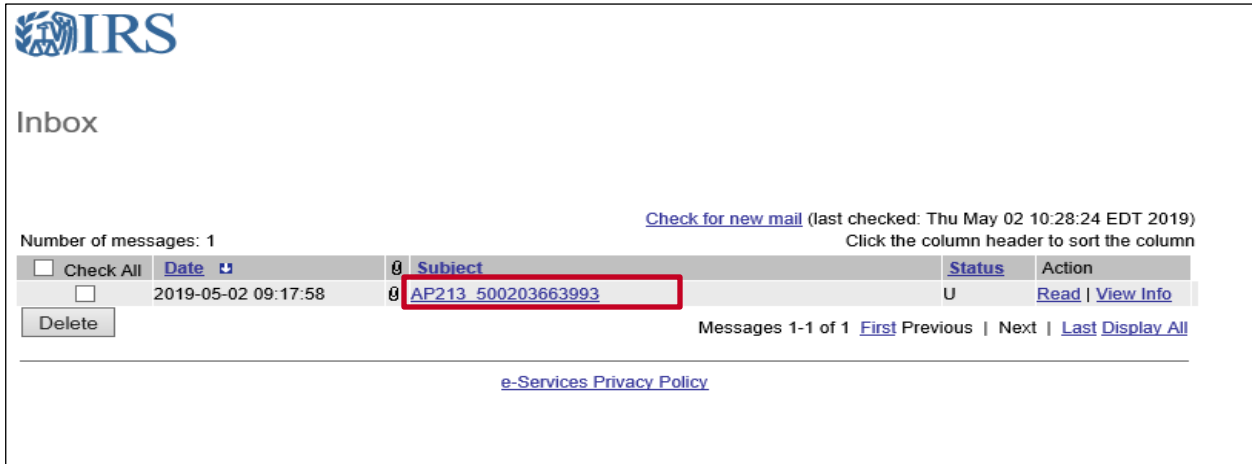 IRS
Inbox
Check for new mail (last checked: Thu May 02 10:28:24 EDT 2019)
Number of messages: 1 Click the column header to sort the column
Check All Date Subject Status Action
2019-05-02 09:17:58 AP213_500203663993 U Read | View Info
Delete Messages 1-1 of 1 First Previous | Next | Last Display All
e-Services Privacy Policy